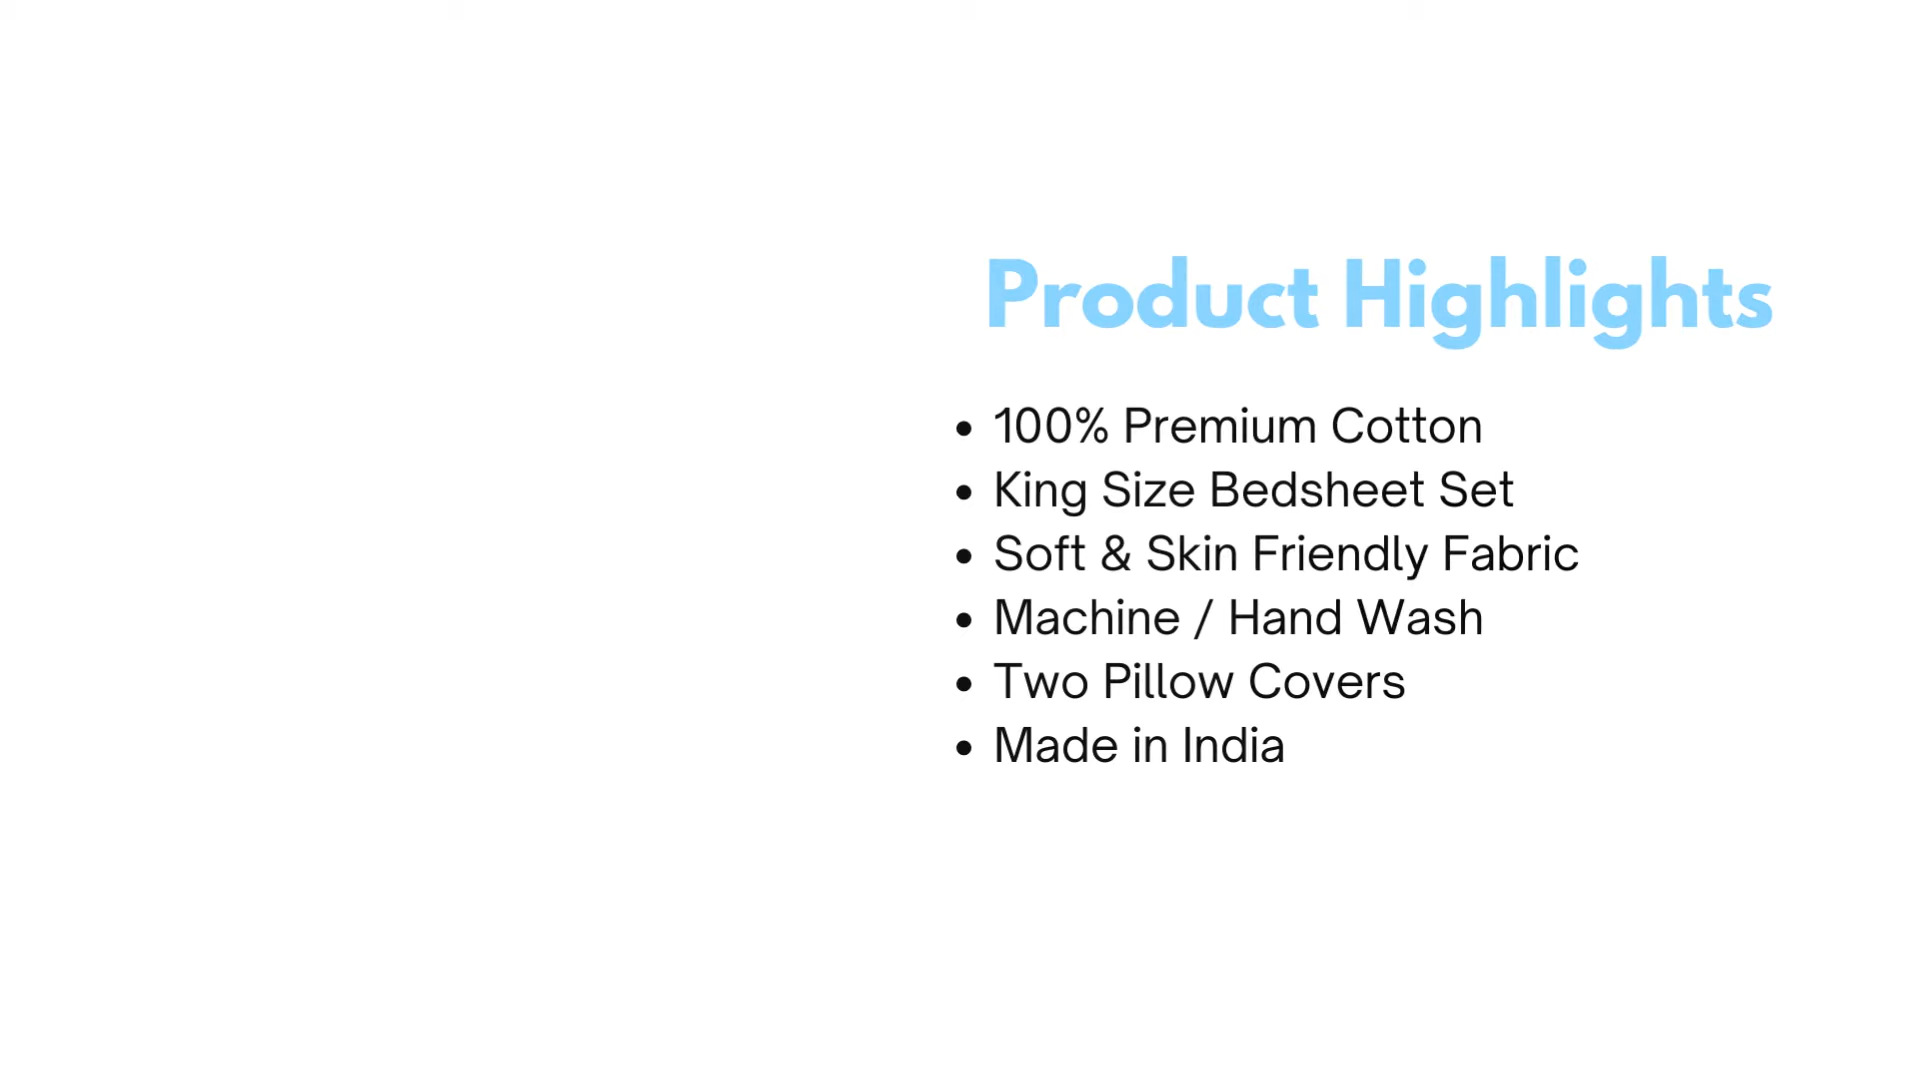 Product Highlights
• 100% Premium Cotton
• King Size Bedsheet Set
• Soft & Skin Friendly Fabric
• Machine / Hand Wash
• Two Pillow Covers
• Made in India